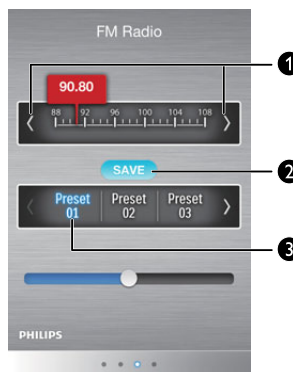 FM Radio
90.80
88 92 96 100 104 108
1
SAVE
2
Preset 01
Preset 02
Preset 03
3
PHILIPS